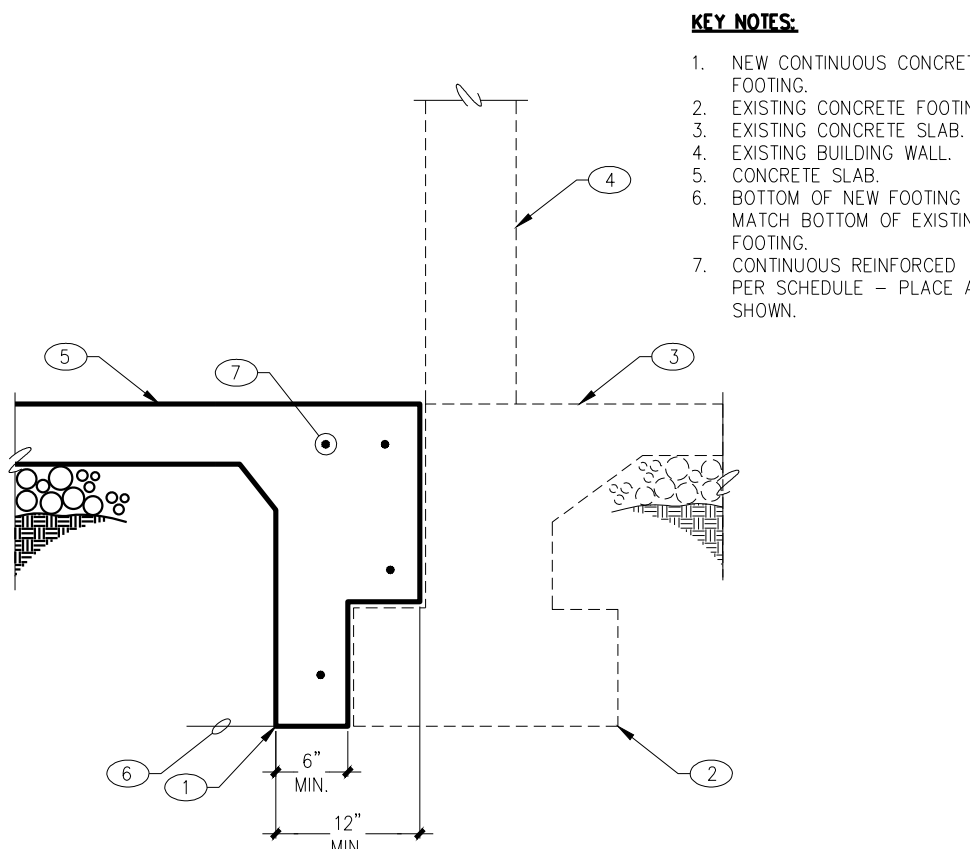 KEY NOTES:
1. NEW CONTINUOUS CONCRET
FOOTING.
2. EXISTING CONCRETE FOOTIN
3. EXISTING CONCRETE SLAB.
4. EXISTING BUILDING WALL.
5. CONCRETE SLAB.
6. BOTTOM OF NEW FOOTING
MATCH BOTTOM OF EXISTIN
FOOTING.
7. CONTINUOUS REINFORCED
PER SCHEDULE – PLACE A
SHOWN.
4
5
7
3
6
1
2
6"
MIN.
12"
MIN